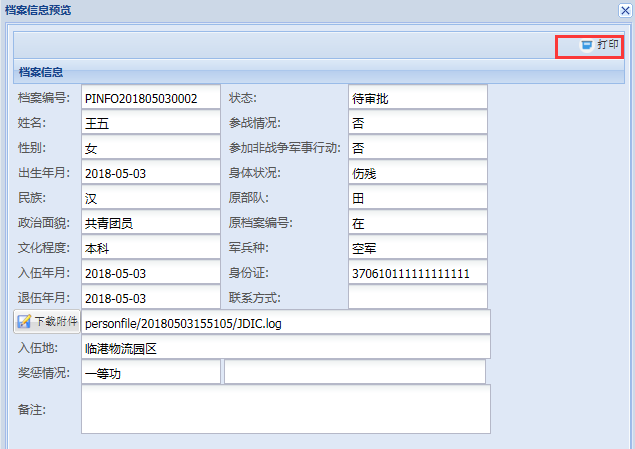 档案信息预览
打印
档案信息
档案编号: PINFO201805030002 状态: 待审批
姓名: 王五 参战情况: 否
性别: 女 参加非战争军事行动: 否
出生年月: 2018-05-03 身体状况: 伤残
民族: 汉 原部队: 田
政治面貌: 共青团员 原档案编号: 在
文化程度: 本科 军兵种: 空军
入伍年月: 2018-05-03 身份证: 370610111111111111
退伍年月: 2018-05-03 联系方式:
下载附件 personfile/20180503155105/JDIC.log
入伍地: 临港物流园区
奖惩情况: 一等功
备注: